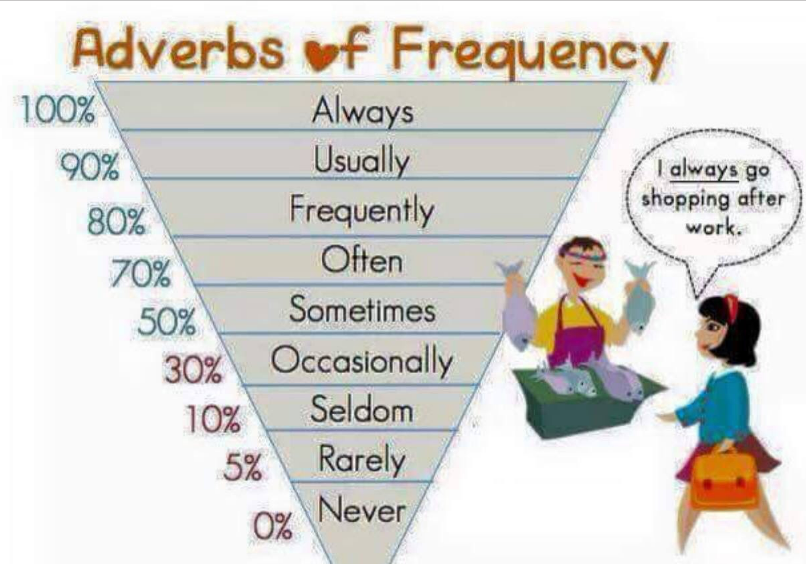 Adverbs of Frequency
100% Always
90% Usually
80% Frequently
70% Often
50% Sometimes
30% Occasionally
10% Seldom
5% Rarely
0% Never
I always go
shopping after
work.